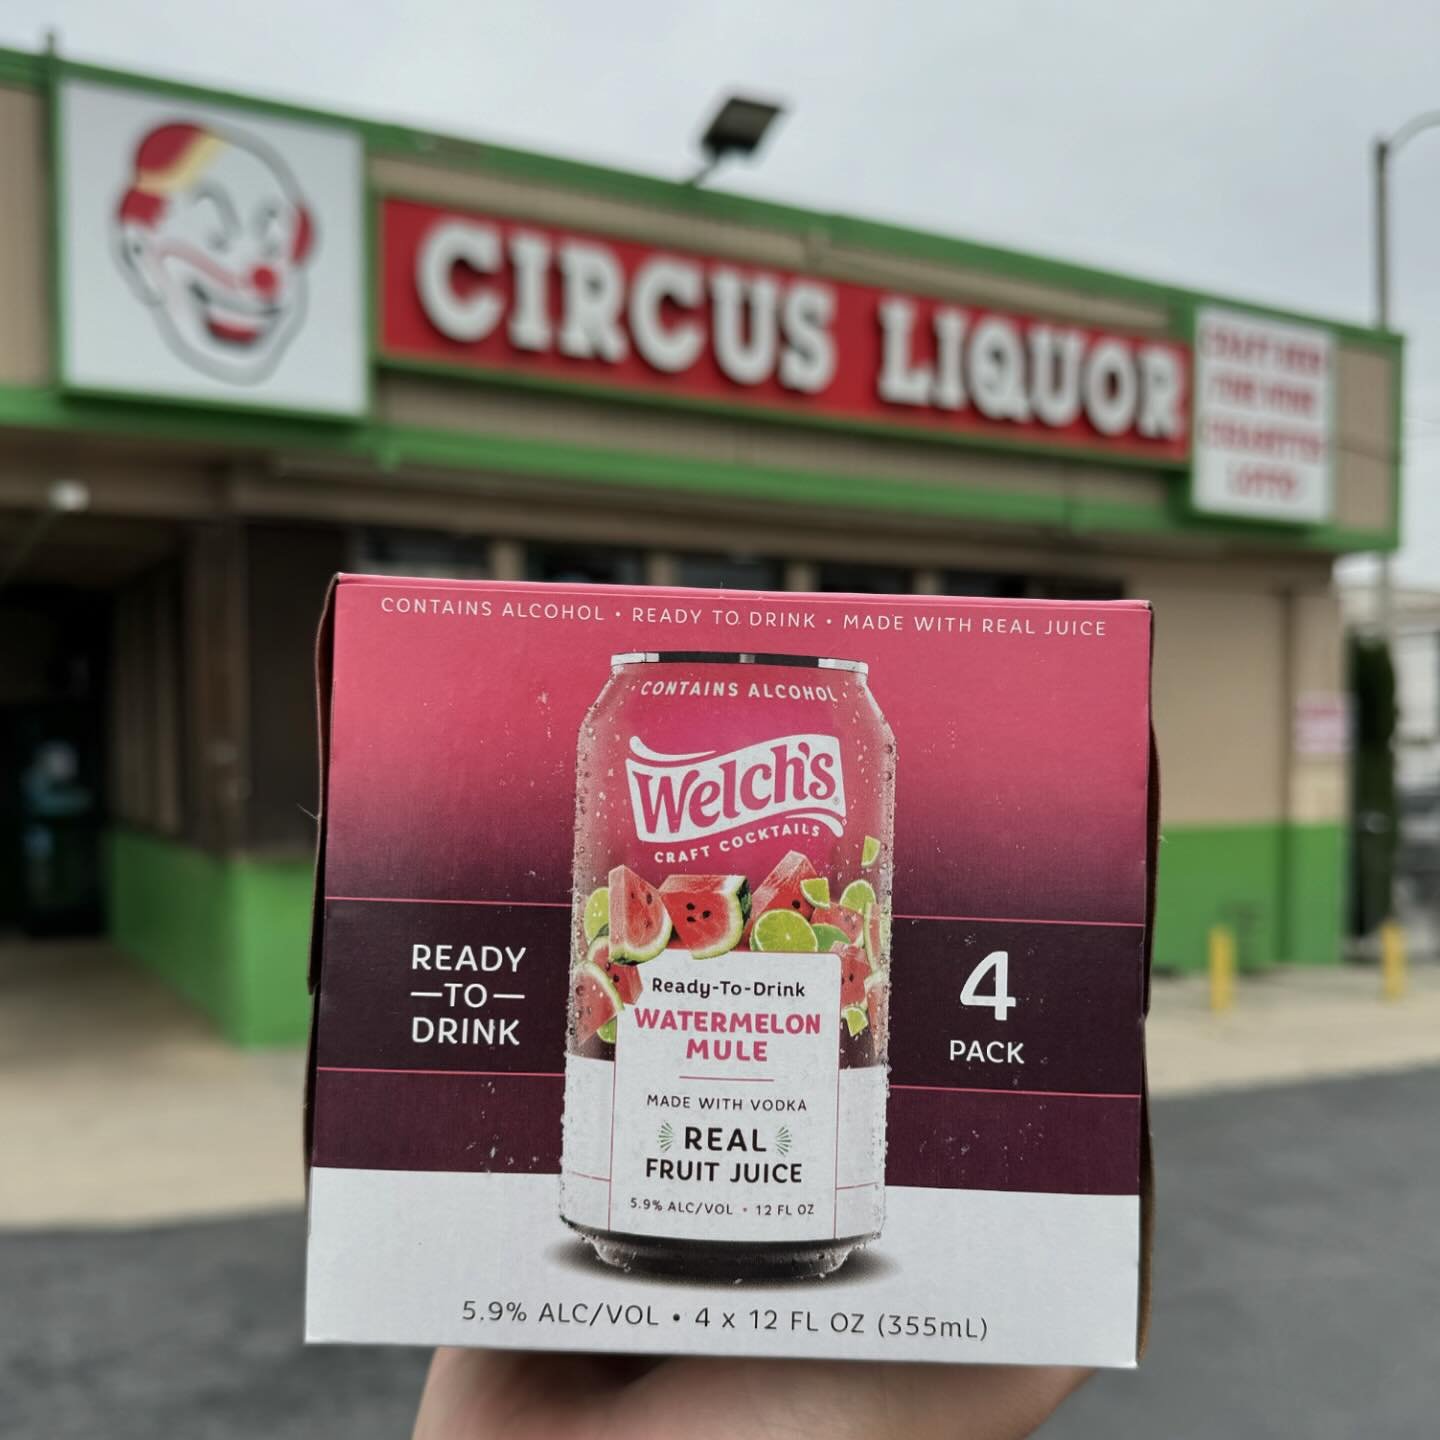 CIRCUS LIQUOR
LOTTO
CONTAINS ALCOHOL • READY TO DRINK • MADE WITH REAL JUICE
• CONTAINS ALCOHOL •
Welch's®
CRAFT COCKTAILS
READY
—TO—
DRINK
Ready-To-Drink
WATERMELON
MULE
MADE WITH VODKA
REAL
FRUIT JUICE
5.9% ALC/VOL • 12 FL OZ
4
PACK
5.9% ALC/VOL • 4 x 12 FL OZ (355mL)